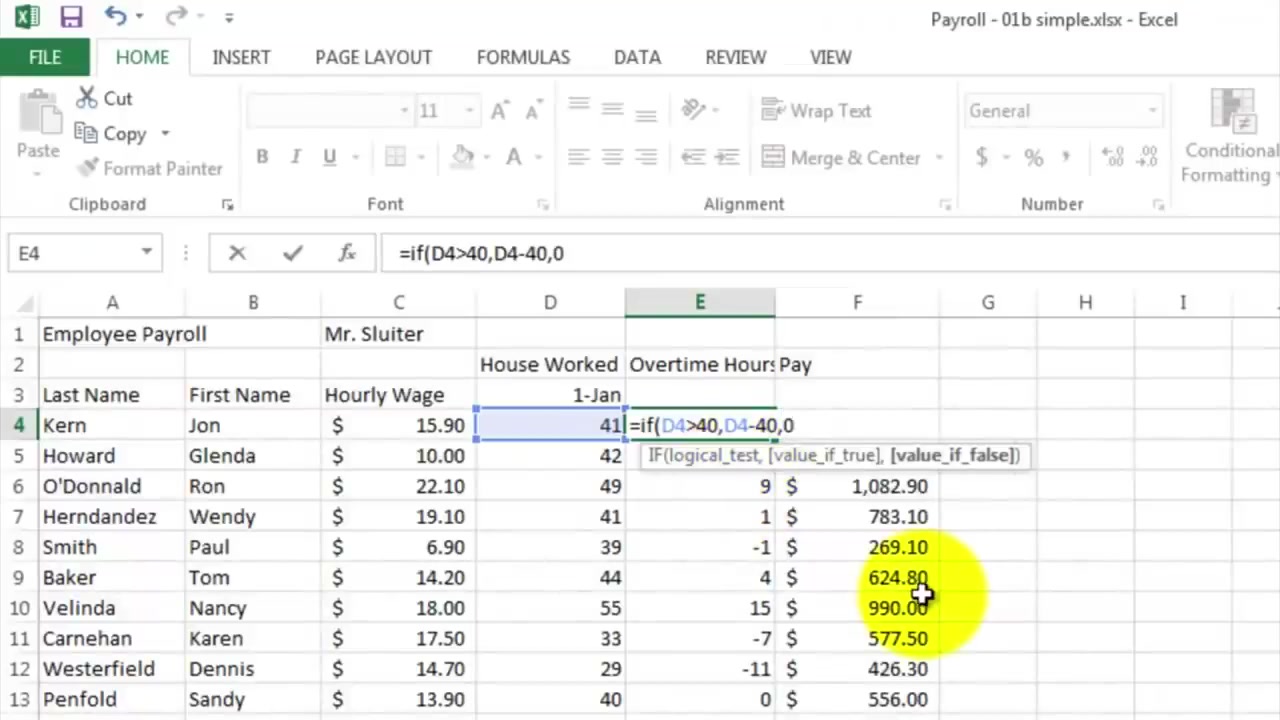 Payroll - 01b simple.xlsx - Excel
FILE HOME INSERT PAGE LAYOUT FORMULAS DATA REVIEW VIEW
Cut 11 A A Wrap Text General
Paste Copy B I U A Merge & Center $ % , .00 .0 Conditional
Format Painter Formatting
Clipboard Font Alignment Number
E4 fx =if(D4>40,D4-40,0
A B C D E F G H I
1 Employee Payroll Mr. Sluiter
2 House Worked Overtime Hours Pay
3 Last Name First Name Hourly Wage 1-Jan
4 Kern Jon $ 15.90 41 =if(D4>40,D4-40,0
5 Howard Glenda $ 10.00 42 IF(logical_test, [value_if_true], [value_if_false])
6 O'Donnald Ron $ 22.10 49 9 $ 1,082.90
7 Herndandez Wendy $ 19.10 41 1 $ 783.10
8 Smith Paul $ 6.90 39 -1 $ 269.10
9 Baker Tom $ 14.20 44 4 $ 624.80
10 Velinda Nancy $ 18.00 55 15 $ 990.00
11 Carnehan Karen $ 17.50 33 -7 $ 577.50
12 Westerfield Dennis $ 14.70 29 -11 $ 426.30
13 Penfold Sandy $ 13.90 40 0 $ 556.00